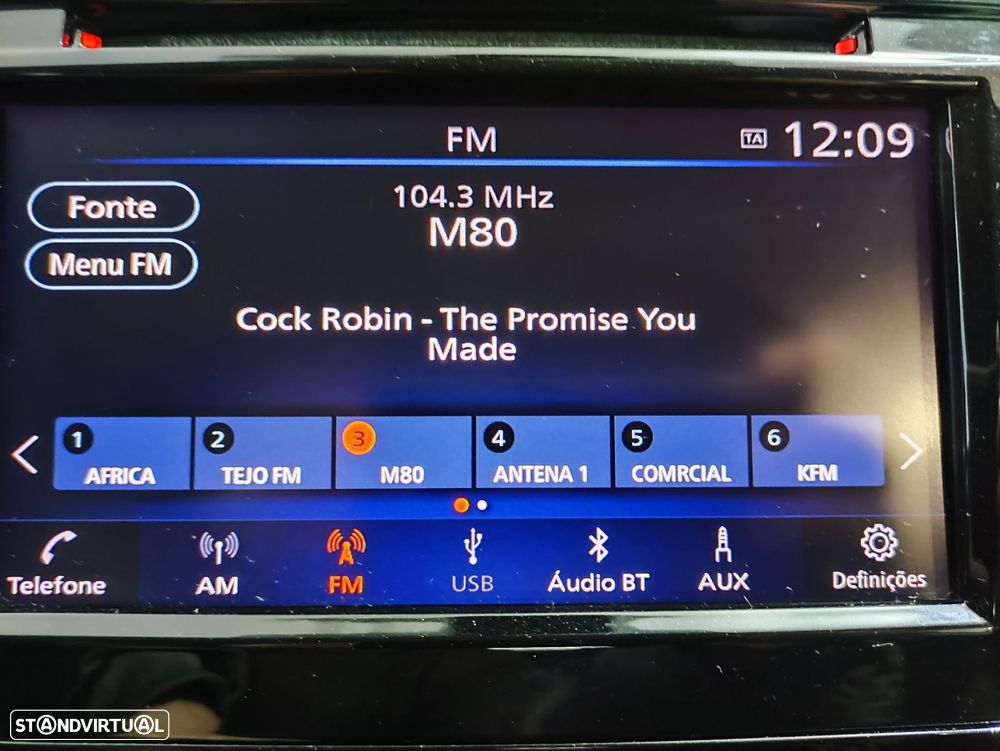 FM
TA 12:09
Fonte
104.3 MHz
M80
Menu FM
Cock Robin - The Promise You
Made
1 2 3 4 5 6
AFRICA TEJO FM M80 ANTENA 1 COMRCIAL KFM
Telefone AM FM USB Áudio BT AUX Definições
STANDVIRTUAL